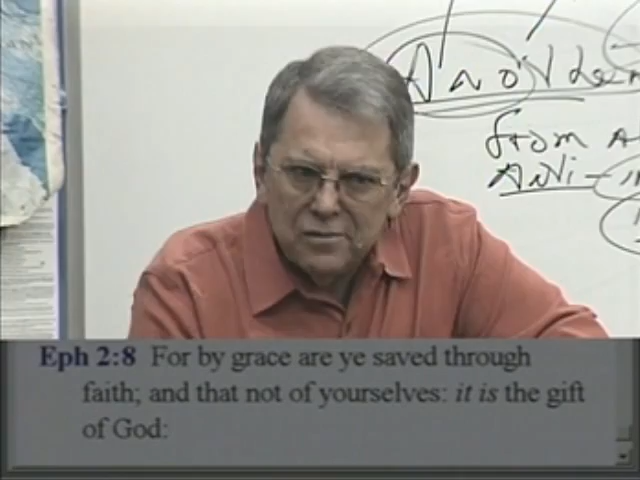 from
Anti-
Eph 2:8 For by grace are ye saved through
faith; and that not of yourselves: it is the gift
of God: